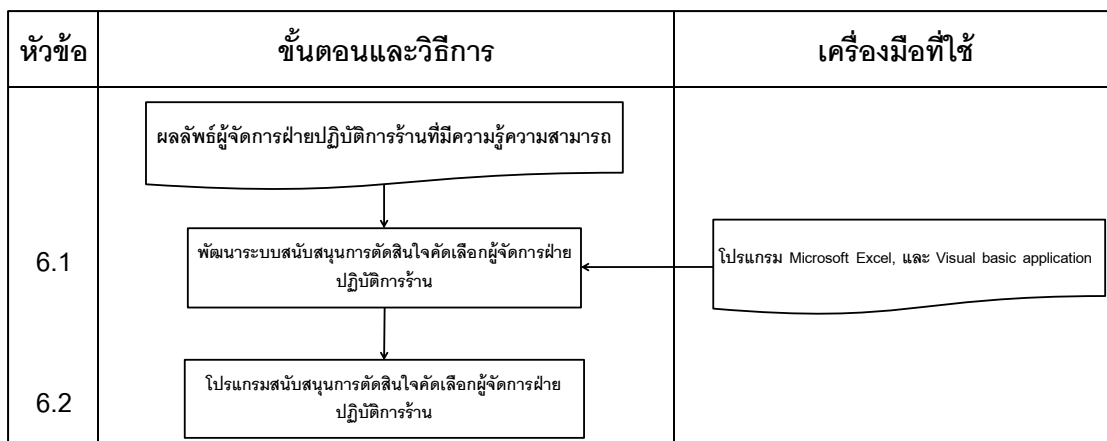 หัวข้อ
ขั้นตอนและวิธีการ
เครื่องมือที่ใช้
ผลลัพธ์ผู้จัดการฝ่ายปฏิบัติการร้านที่มีความรู้ความสามารถ
6.1
พัฒนาระบบสนับสนุนการตัดสินใจคัดเลือกผู้จัดการฝ่าย
ปฏิบัติการร้าน
โปรแกรม Microsoft Excel, และ Visual basic application
6.2
โปรแกรมสนับสนุนการตัดสินใจคัดเลือกผู้จัดการฝ่าย
ปฏิบัติการร้าน